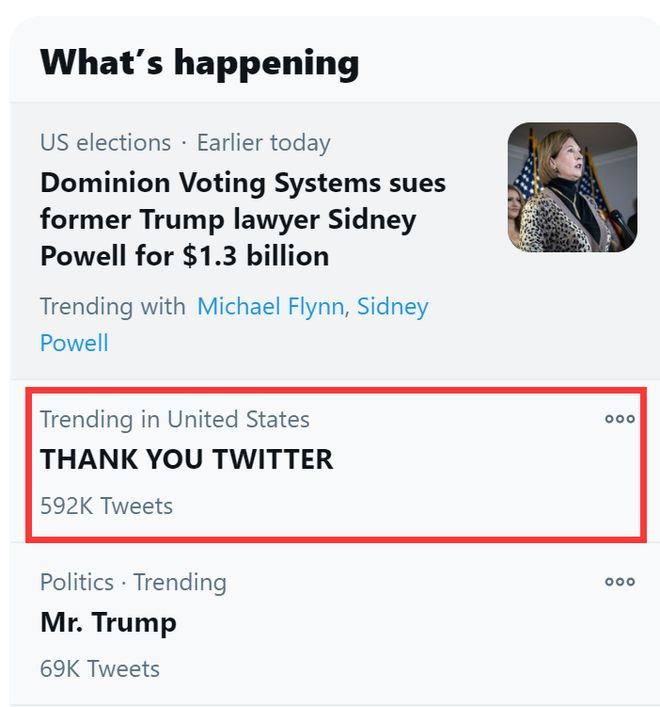 What's happening
US elections · Earlier today
Dominion Voting Systems sues
former Trump lawyer Sidney
Powell for $1.3 billion
Trending with Michael Flynn, Sidney
Powell
Trending in United States
THANK YOU TWITTER
592K Tweets
Politics · Trending
Mr. Trump
69K Tweets